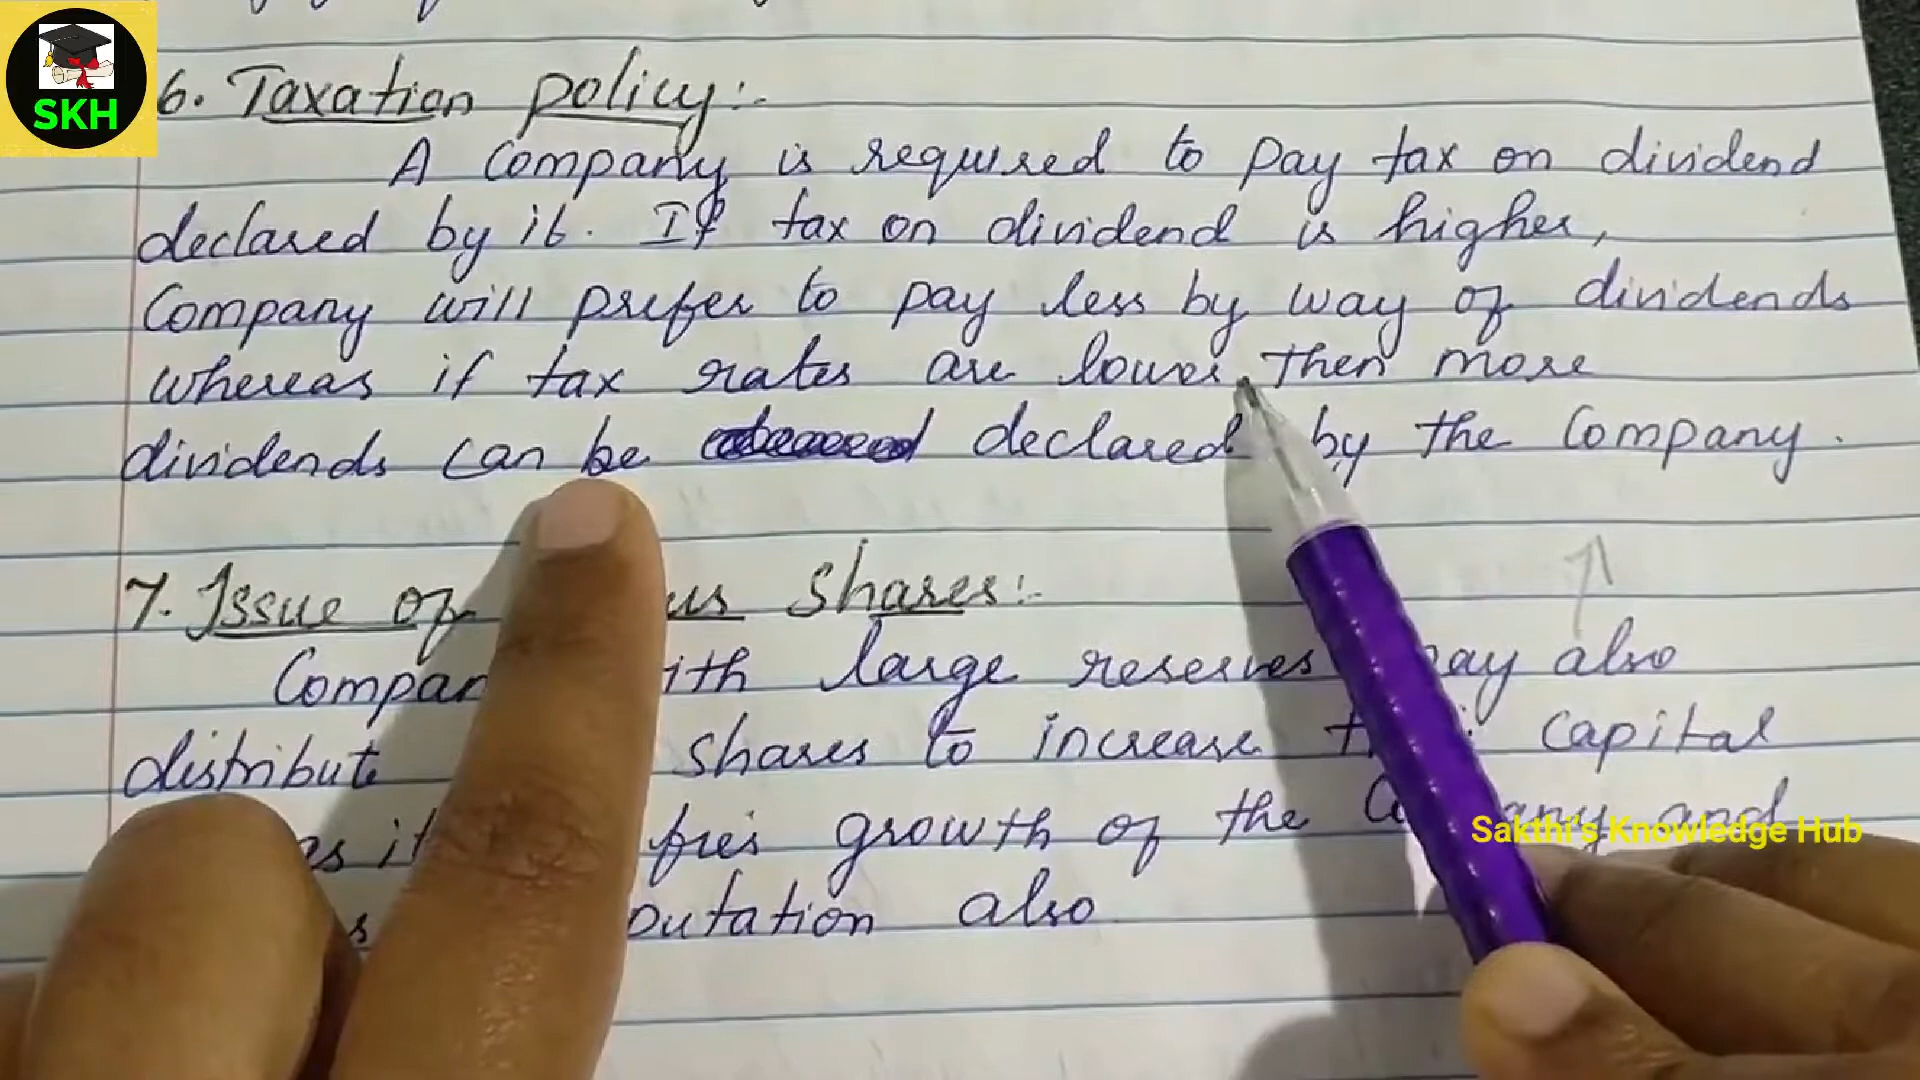 SKH
6. Taxation policy:-
A Company is required to pay tax on dividend
declared by it. If tax on dividend is higher,
Company will prefer to pay less by way of dividends
whereas if tax rates are lower then more
dividends can be declared by the Company.
7. Issue of shares:-
large reserves also
distribute shares to increase capital
growth of the and
also
Sakthi's Knowledge Hub